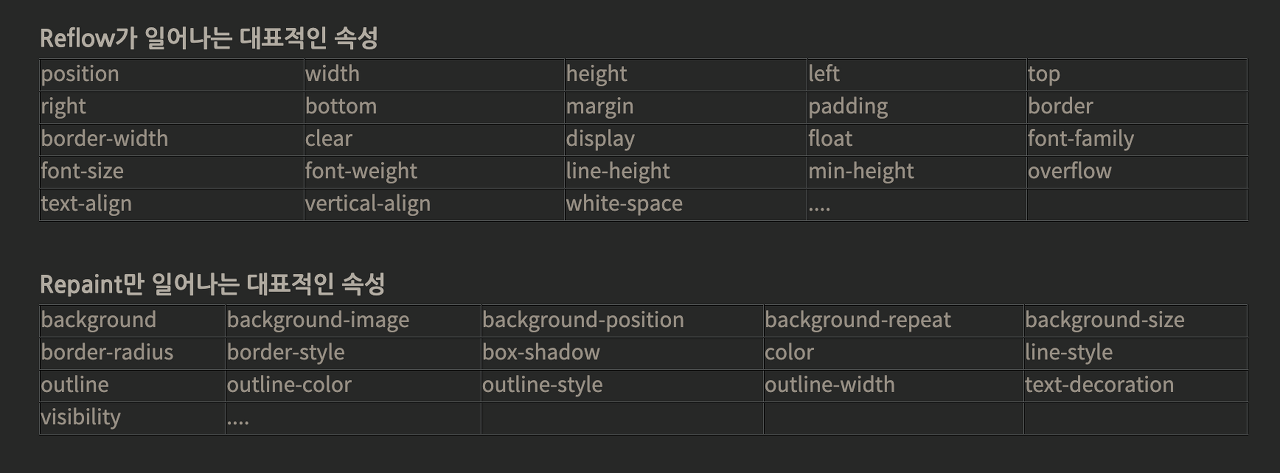 Reflow가 일어나는 대표적인 속성
position width height left top
right bottom margin padding border
border-width clear display float font-family
font-size font-weight line-height min-height overflow
text-align vertical-align white-space ....
Repaint만 일어나는 대표적인 속성
background background-image background-position background-repeat background-size
border-radius border-style box-shadow color line-style
outline outline-color outline-style outline-width text-decoration
visibility ....